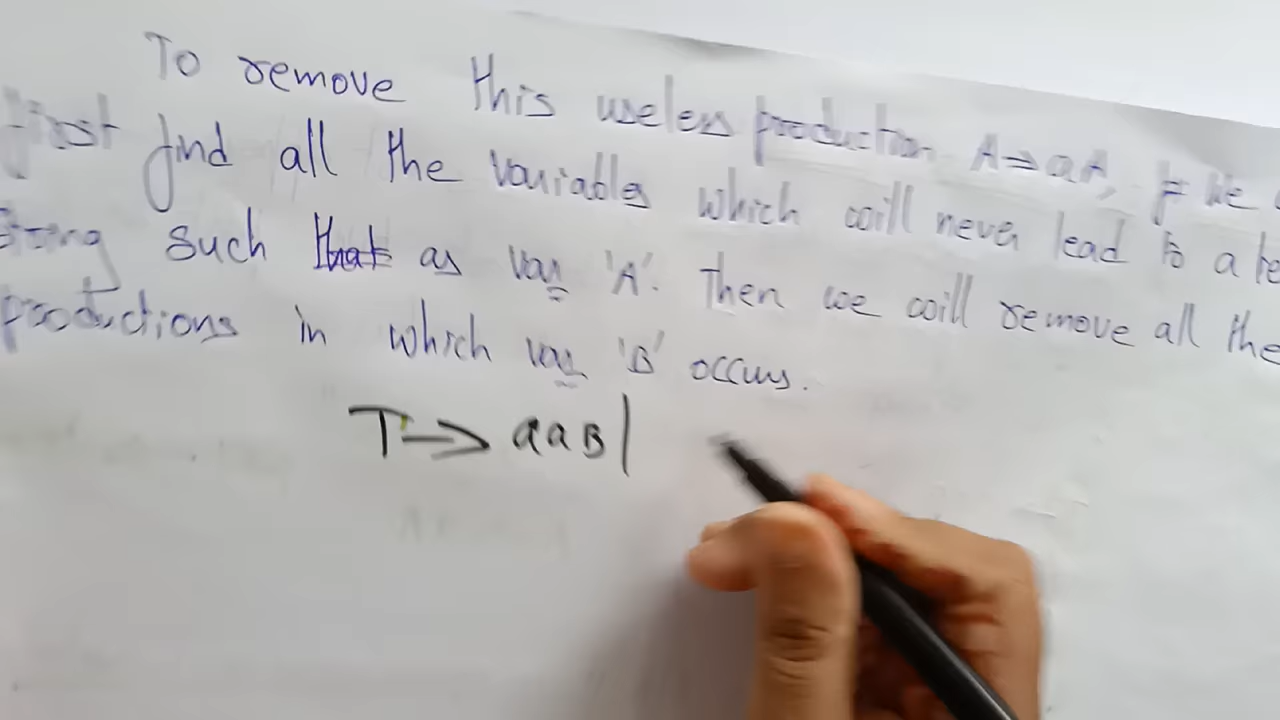 To remove this useless production A⇒aA, we
first find all the variables which will never lead to a
string such that as var 'A'. Then we will remove all the
productions in which var 'B' occurs.
T → aaB|